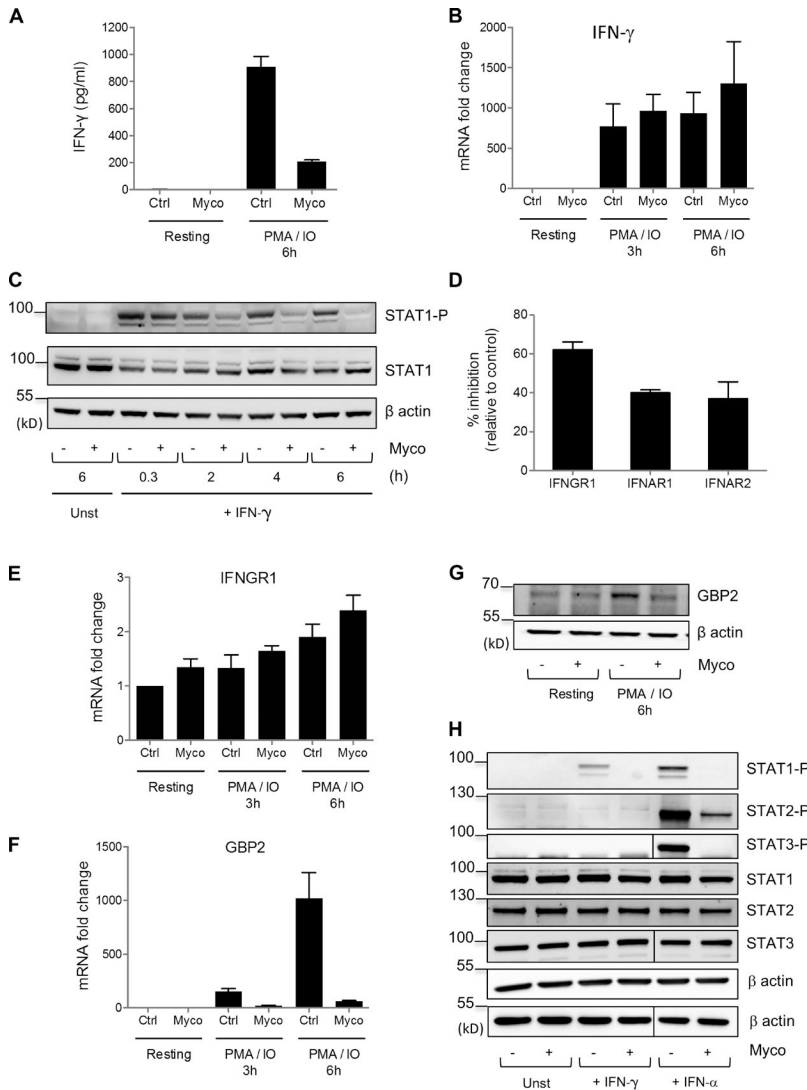 A
IFN-γ (pg/ml)
1000
800
600
400
200
0
Ctrl Myco Ctrl Myco
Resting PMA / IO
6h
B
IFN-γ
mRNA fold change
2000
1500
1000
500
0
Ctrl Myco Ctrl Myco Ctrl Myco
Resting PMA / IO PMA / IO
3h 6h
C
100 STAT1-P
100 STAT1
55 β actin
(kD)
- + - + - + - + - + Myco
6 0.3 2 4 6 (h)
Unst + IFN-γ
D
% inhibition
(relative to control)
80
60
40
20
0
IFNGR1 IFNAR1 IFNAR2
E
IFNGR1
mRNA fold change
3
2
1
0
Ctrl Myco Ctrl Myco Ctrl Myco
Resting PMA / IO PMA / IO
3h 6h
F
GBP2
mRNA fold change
1500
1000
500
0
Ctrl Myco Ctrl Myco Ctrl Myco
Resting PMA / IO PMA / IO
3h 6h
G
70 GBP2
55 β actin
(kD)
- + - + Myco
Resting PMA / IO
6h
H
100 STAT1-P
130 STAT2-P
100 STAT3-P
100 STAT1
130 STAT2
100 STAT3
55 β actin
55 β actin
(kD)
- + - + - + Myco
Unst + IFN-γ + IFN-α